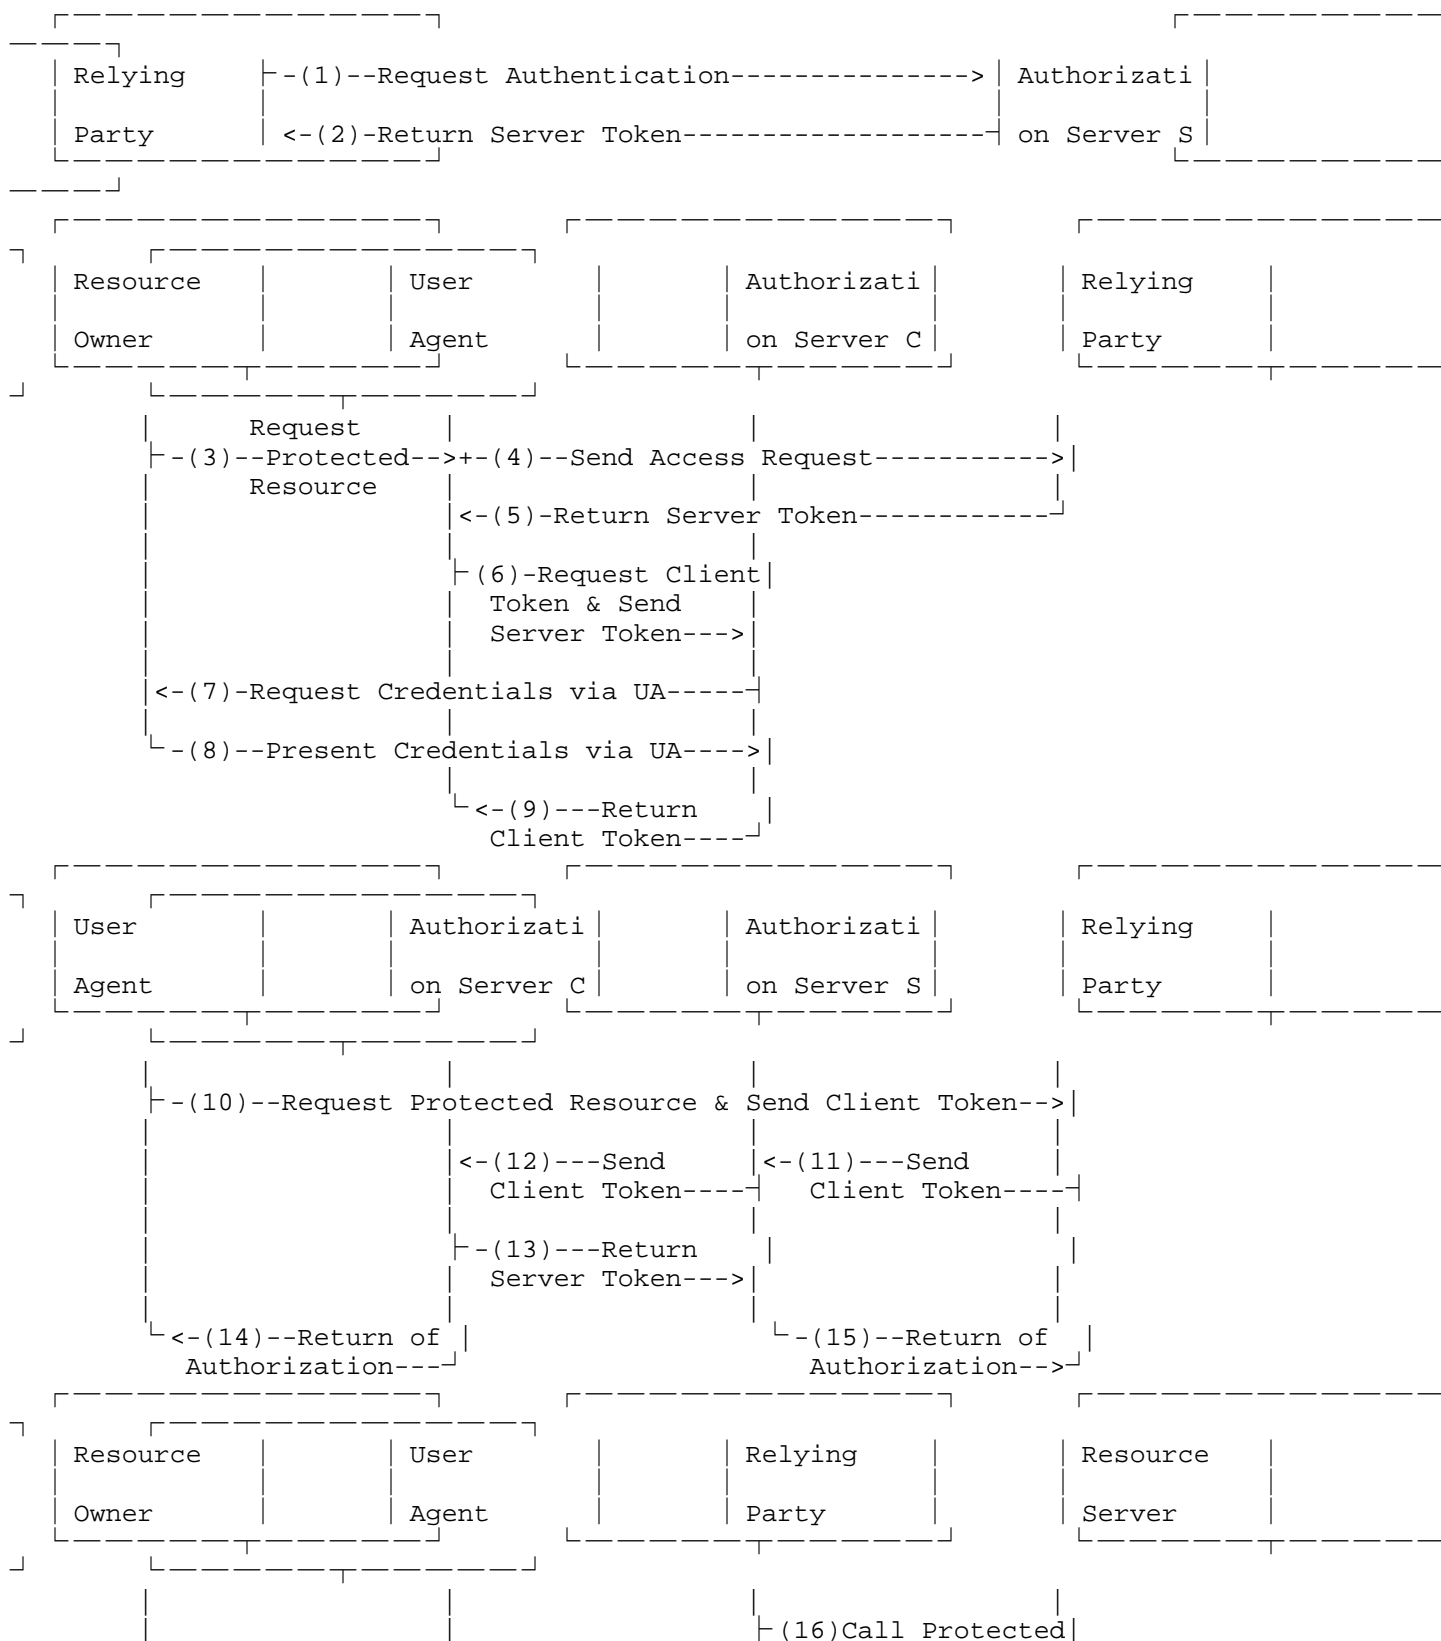 Relying -(1)--Request Authentication---------------> Authorizati
Party <-(2)-Return Server Token------------------- on Server S
Resource User Authorizati Relying
Owner Agent on Server C Party
Request
-(3)--Protected-->+-(4)--Send Access Request----------->
Resource
<-(5)-Return Server Token------------
(6)-Request Client
Token & Send
Server Token--->
<-(7)-Request Credentials via UA-----
-(8)--Present Credentials via UA---->
<-(9)---Return
Client Token----
User Authorizati Authorizati Relying
Agent on Server C on Server S Party
-(10)--Request Protected Resource & Send Client Token-->
<-(12)---Send <-(11)---Send
Client Token---- Client Token----
-(13)---Return
Server Token--->
<-(14)--Return of -(15)--Return of
Authorization--- Authorization-->
Resource User Relying Resource
Owner Agent Party Server
(16)Call Protected